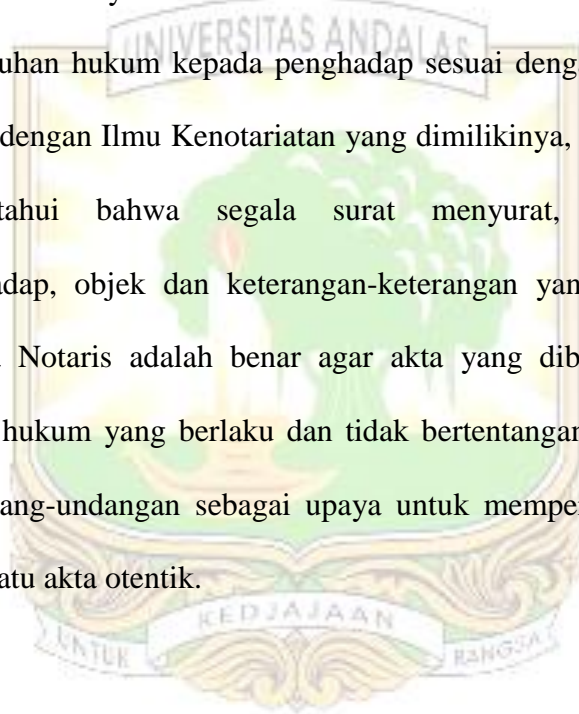 UNIVERSITAS ANDALAS
uhan hukum kepada penghadap sesuai deng
dengan Ilmu Kenotariatan yang dimilikinya,
tahui bahwa segala surat menyurat,
adap, objek dan keterangan-keterangan yan
Notaris adalah benar agar akta yang dib
hukum yang berlaku dan tidak bertentangan
ang-undangan sebagai upaya untuk mempe
atu akta otentik.
UNTUK KEDJAJAAN BANGSA